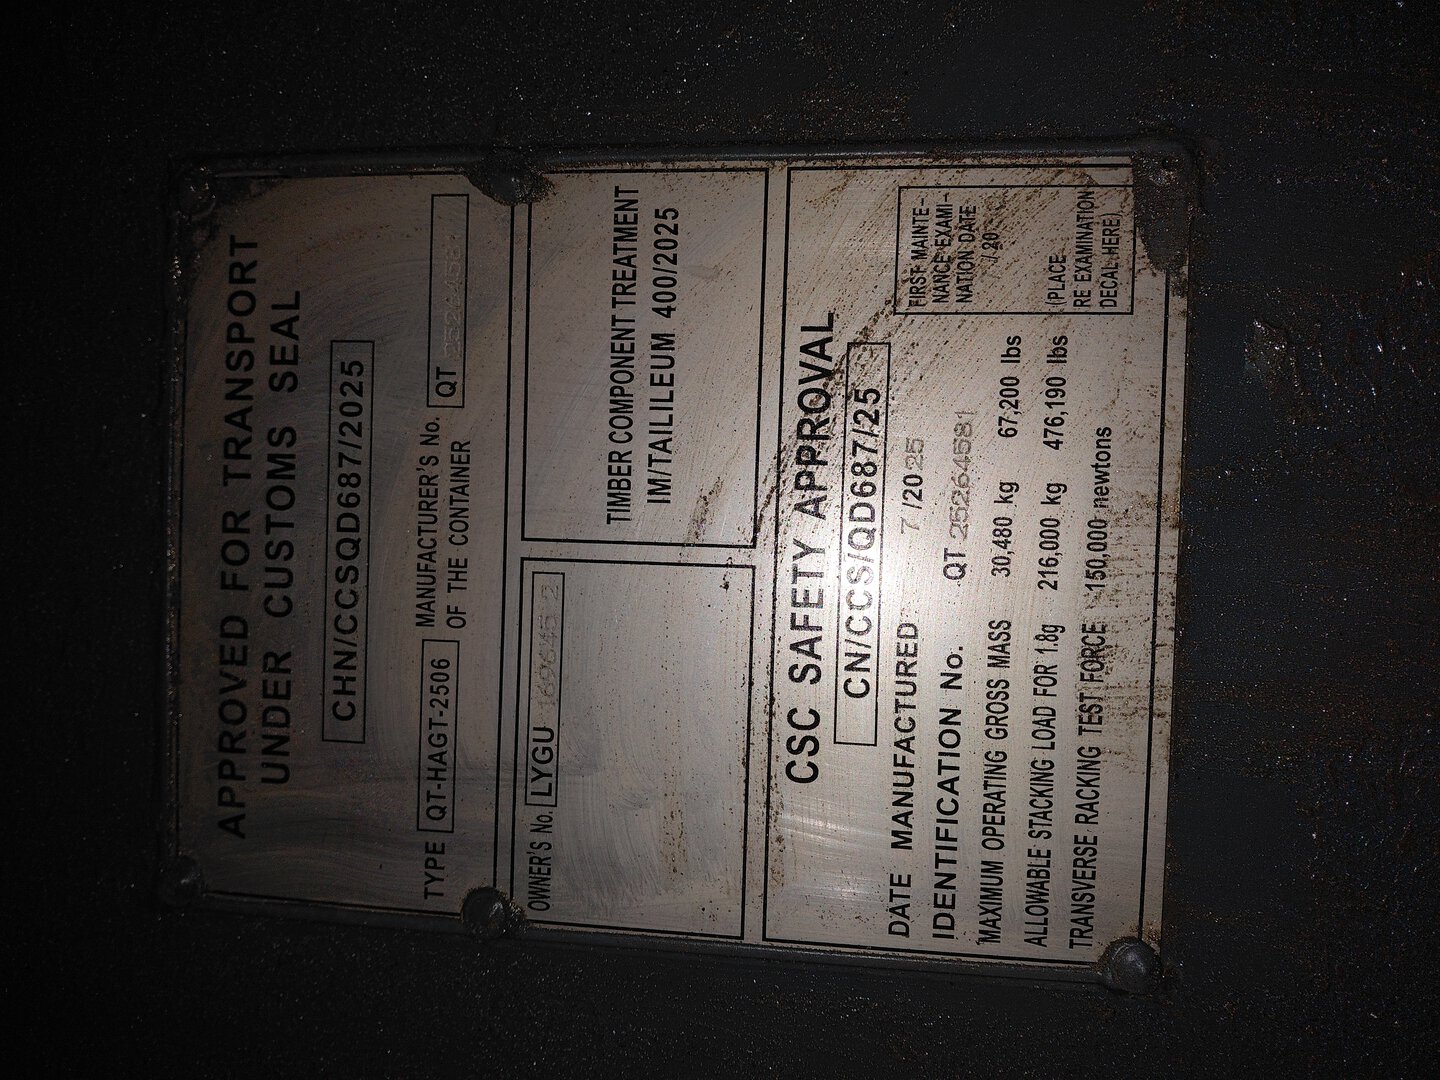 APPROVED FOR TRANSPORT
UNDER CUSTOMS SEAL
CHN/CCSQD687/2025
TYPE QT-HAGT-2506 MANUFACTURER'S No. QT
OF THE CONTAINER
OWNER'S No. LYGU
TIMBER COMPONENT TREATMENT
IM/TAILILEUM 400/2025
CSC SAFETY APPROVAL
CN/CCS/QD687/25
DATE MANUFACTURED 7 /2025
IDENTIFICATION No. QT 25264581
MAXIMUM OPERATING GROSS MASS 30,480 kg 67,200 lbs
ALLOWABLE STACKING LOAD FOR 1.8g 216,000 kg 476,190 lbs
TRANSVERSE RACKING TEST FORCE 150,000 newtons
FIRST MAINTE-
NANCE EXAMI-
NATION DATE
/20
(PLACE
RE EXAMINATION
DECAL HERE)